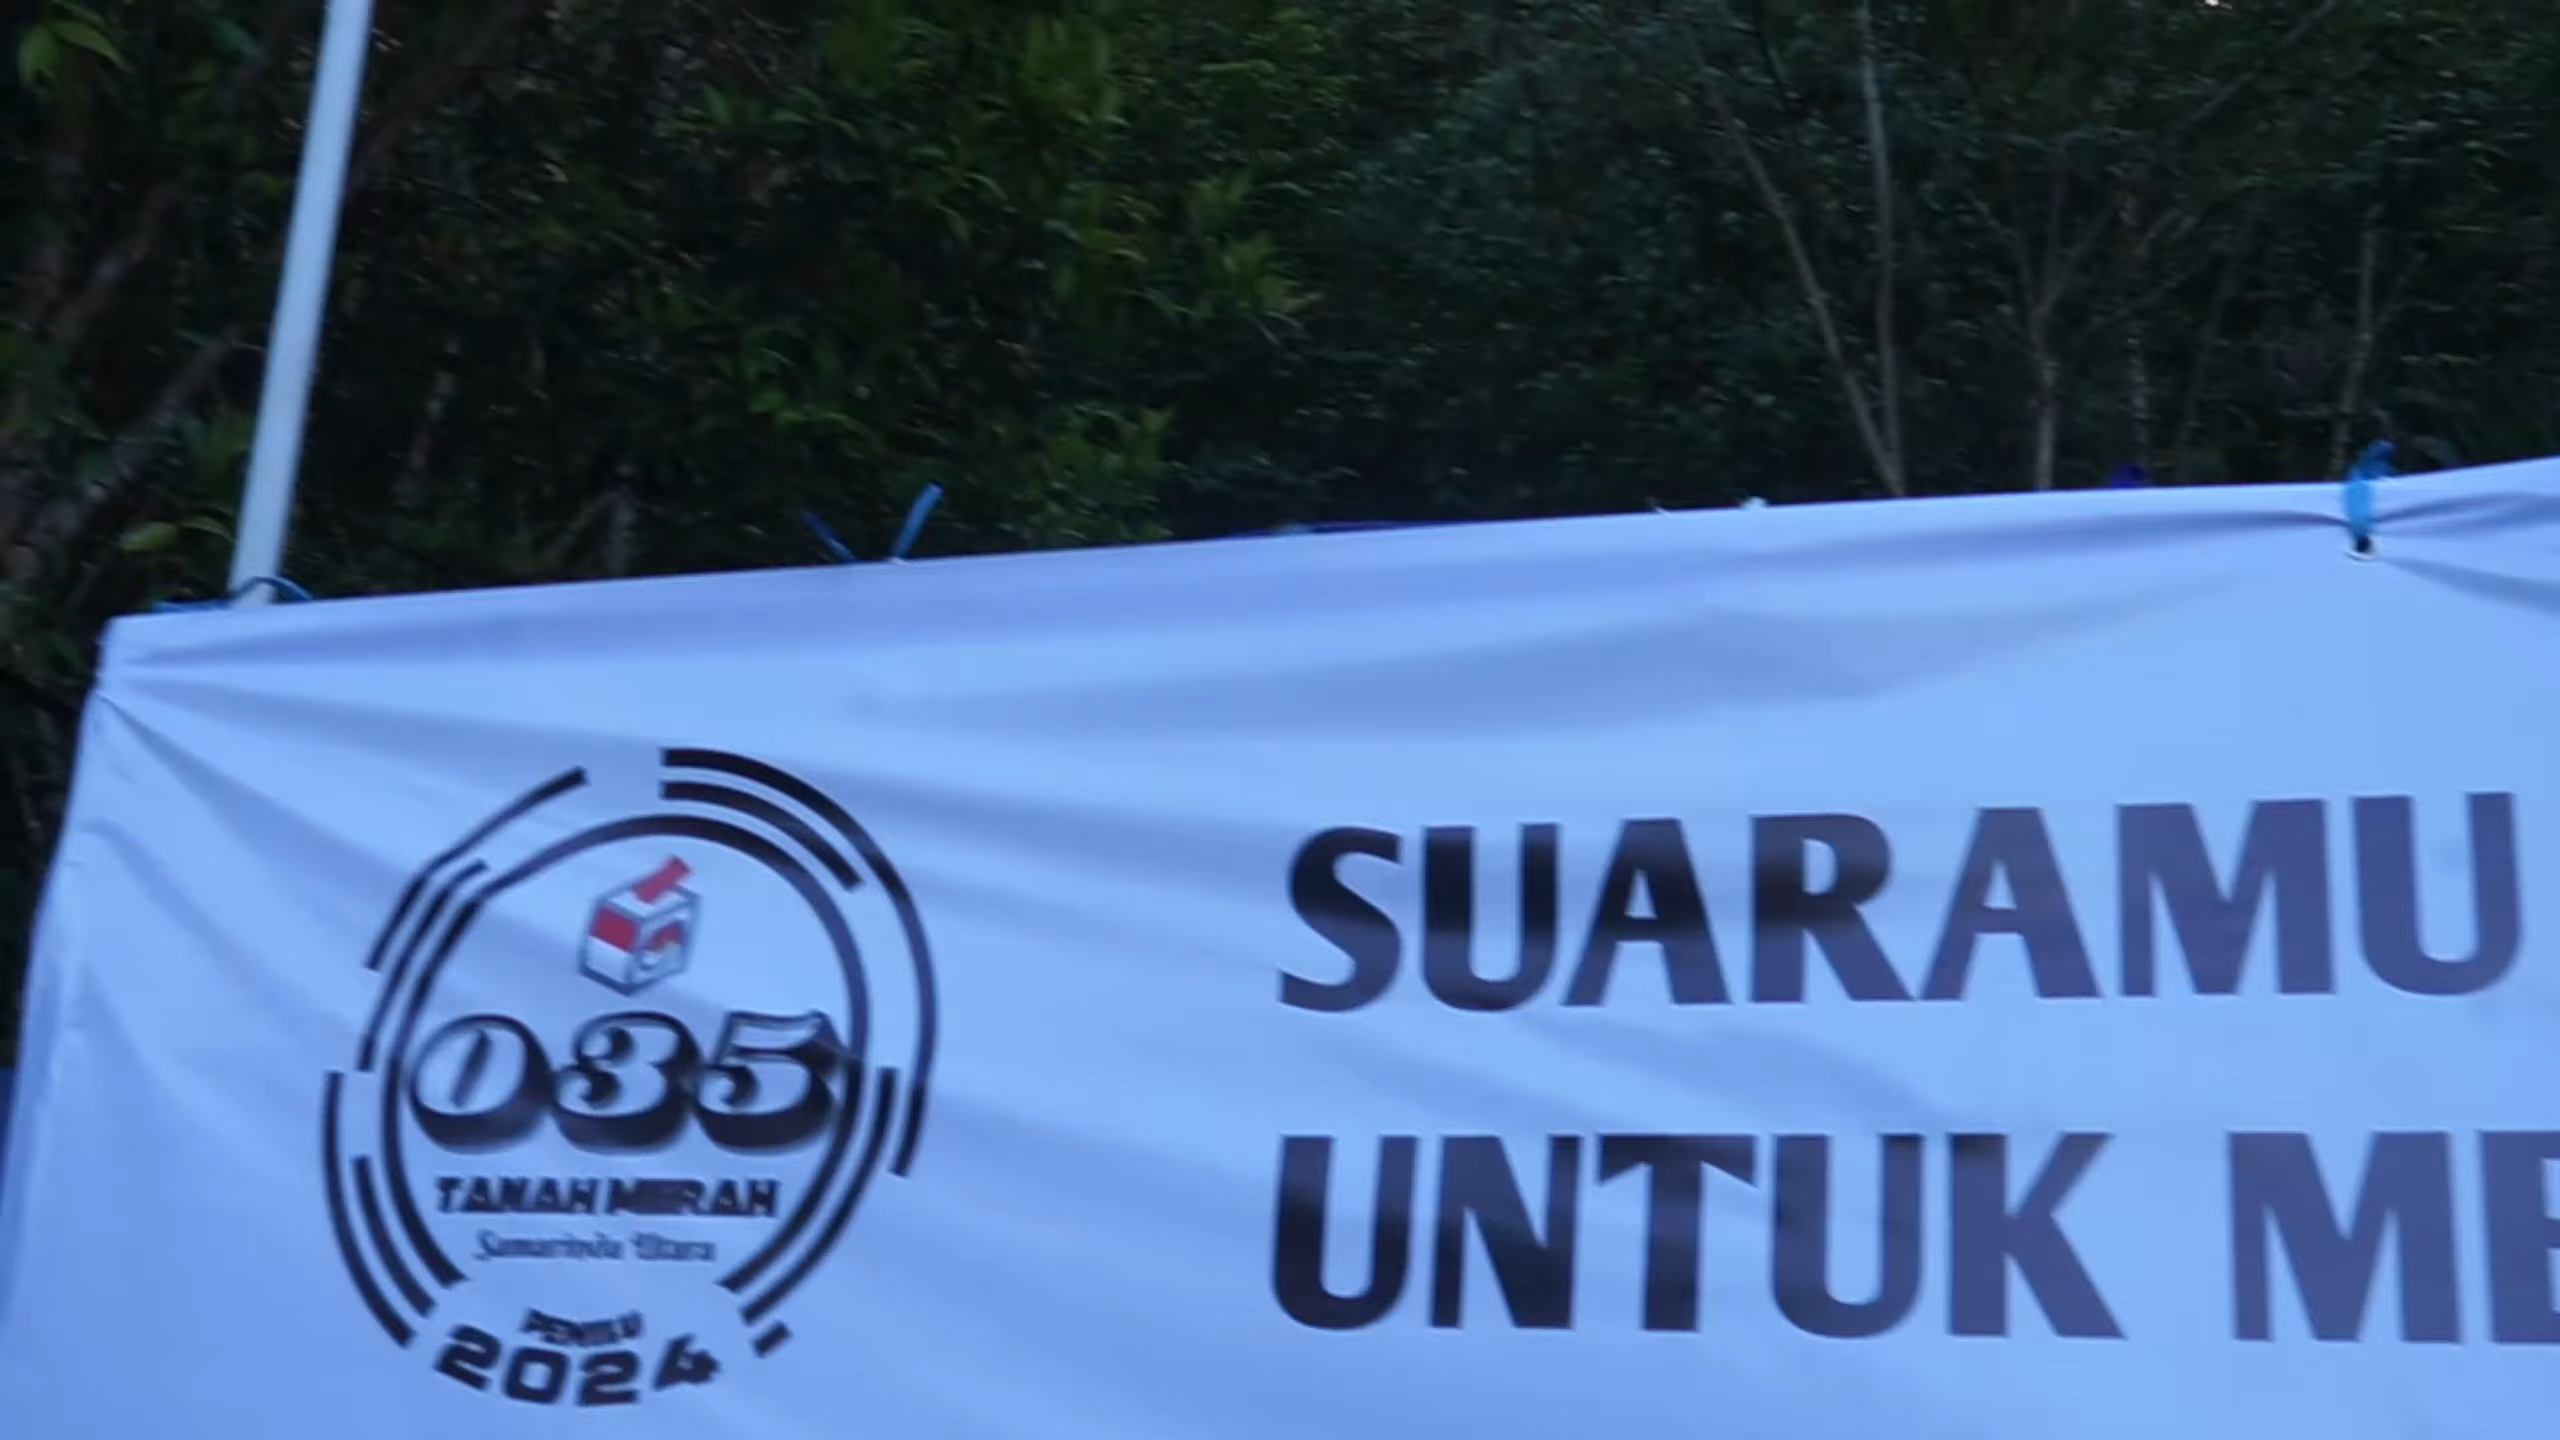 035
TANAH MERAH
Samarinda Utara
PEMILU
2024
SUARAMU
UNTUK ME